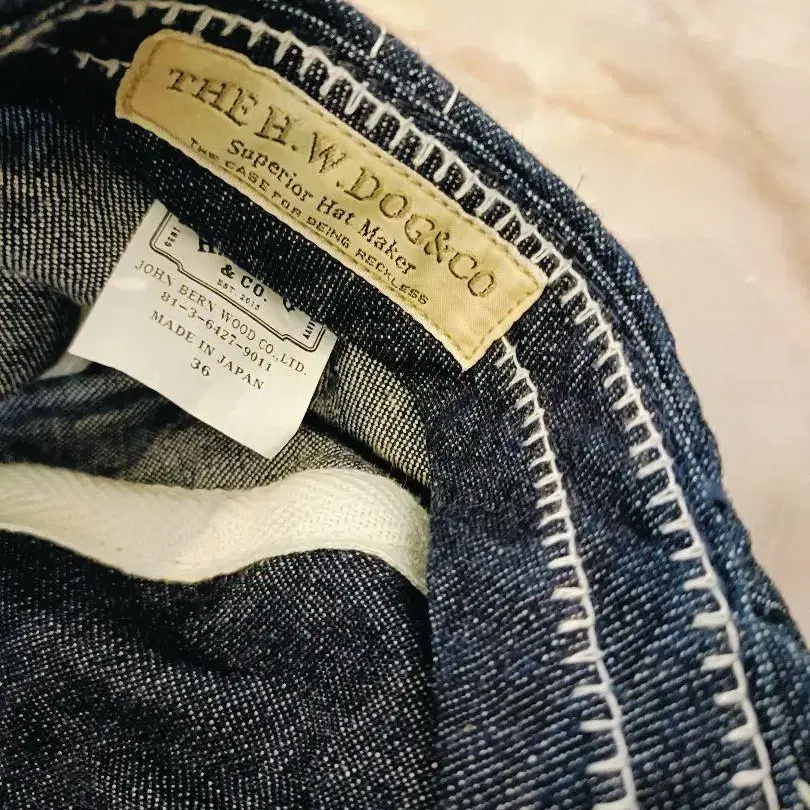 THE H.W.DOG&CO
Superior Hat Maker
THE CASE FOR BEING RECKLESS
& CO.
EST. 2015
JOHN BERN WOOD CO.,LTD.
81-3-6427-9011
MADE IN JAPAN
36